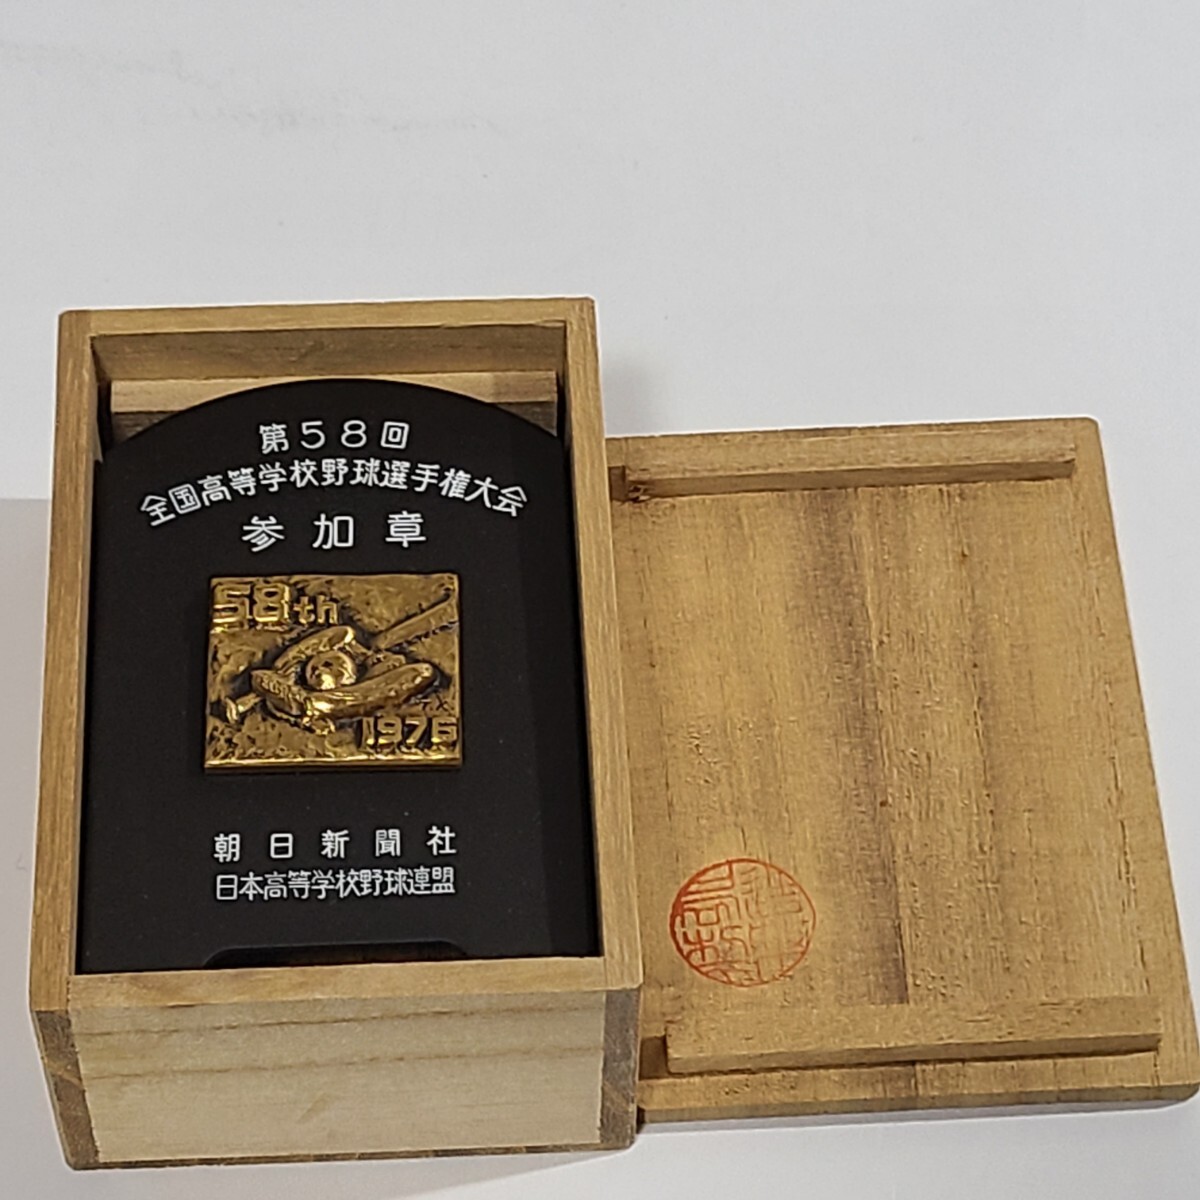 第58回
全国高等学校野球選手権大会
参加章
58th
TK
1976
朝日新聞社
日本高等学校野球連盟